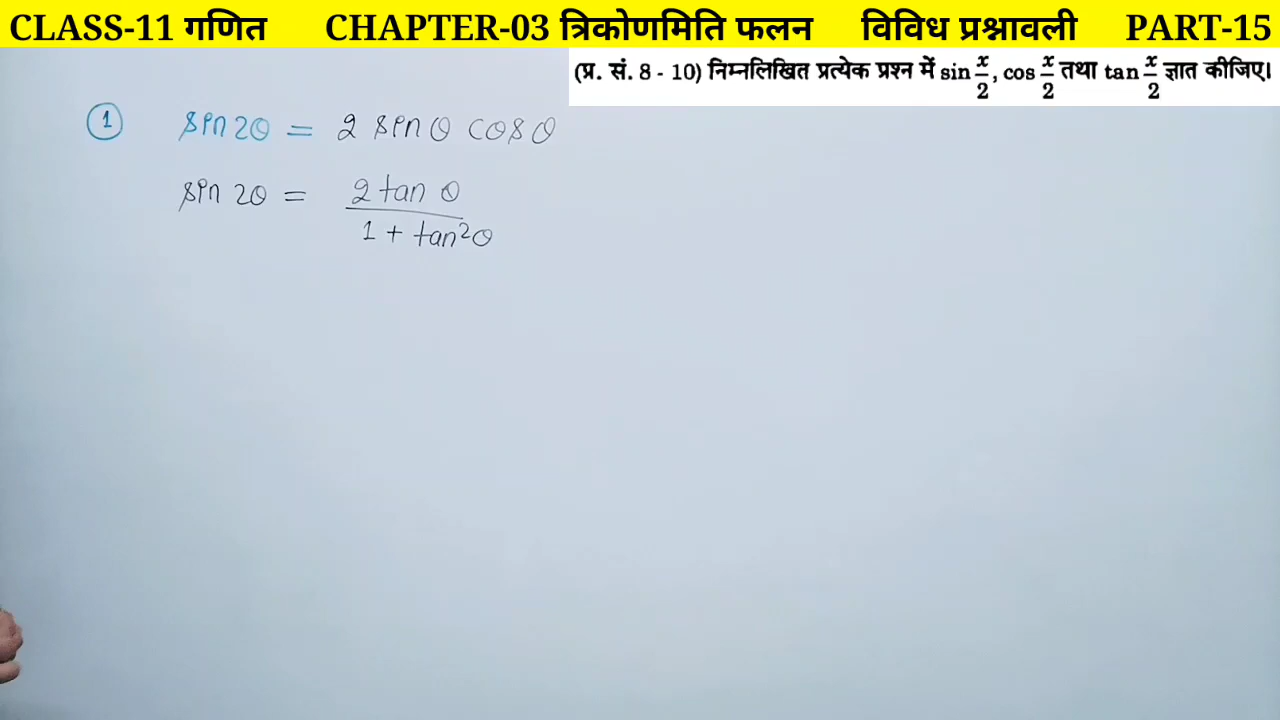 CLASS-11 गणित CHAPTER-03 त्रिकोणमिति फलन विविध प्रश्नावली PART-15
(प्र. सं. 8 - 10) निम्नलिखित प्रत्येक प्रश्न में sin x/2, cos x/2 तथा tan x/2 ज्ञात कीजिए।
1 sin 2θ = 2 sin θ cos θ
sin 2θ = 2 tan θ / 1 + tan²θ